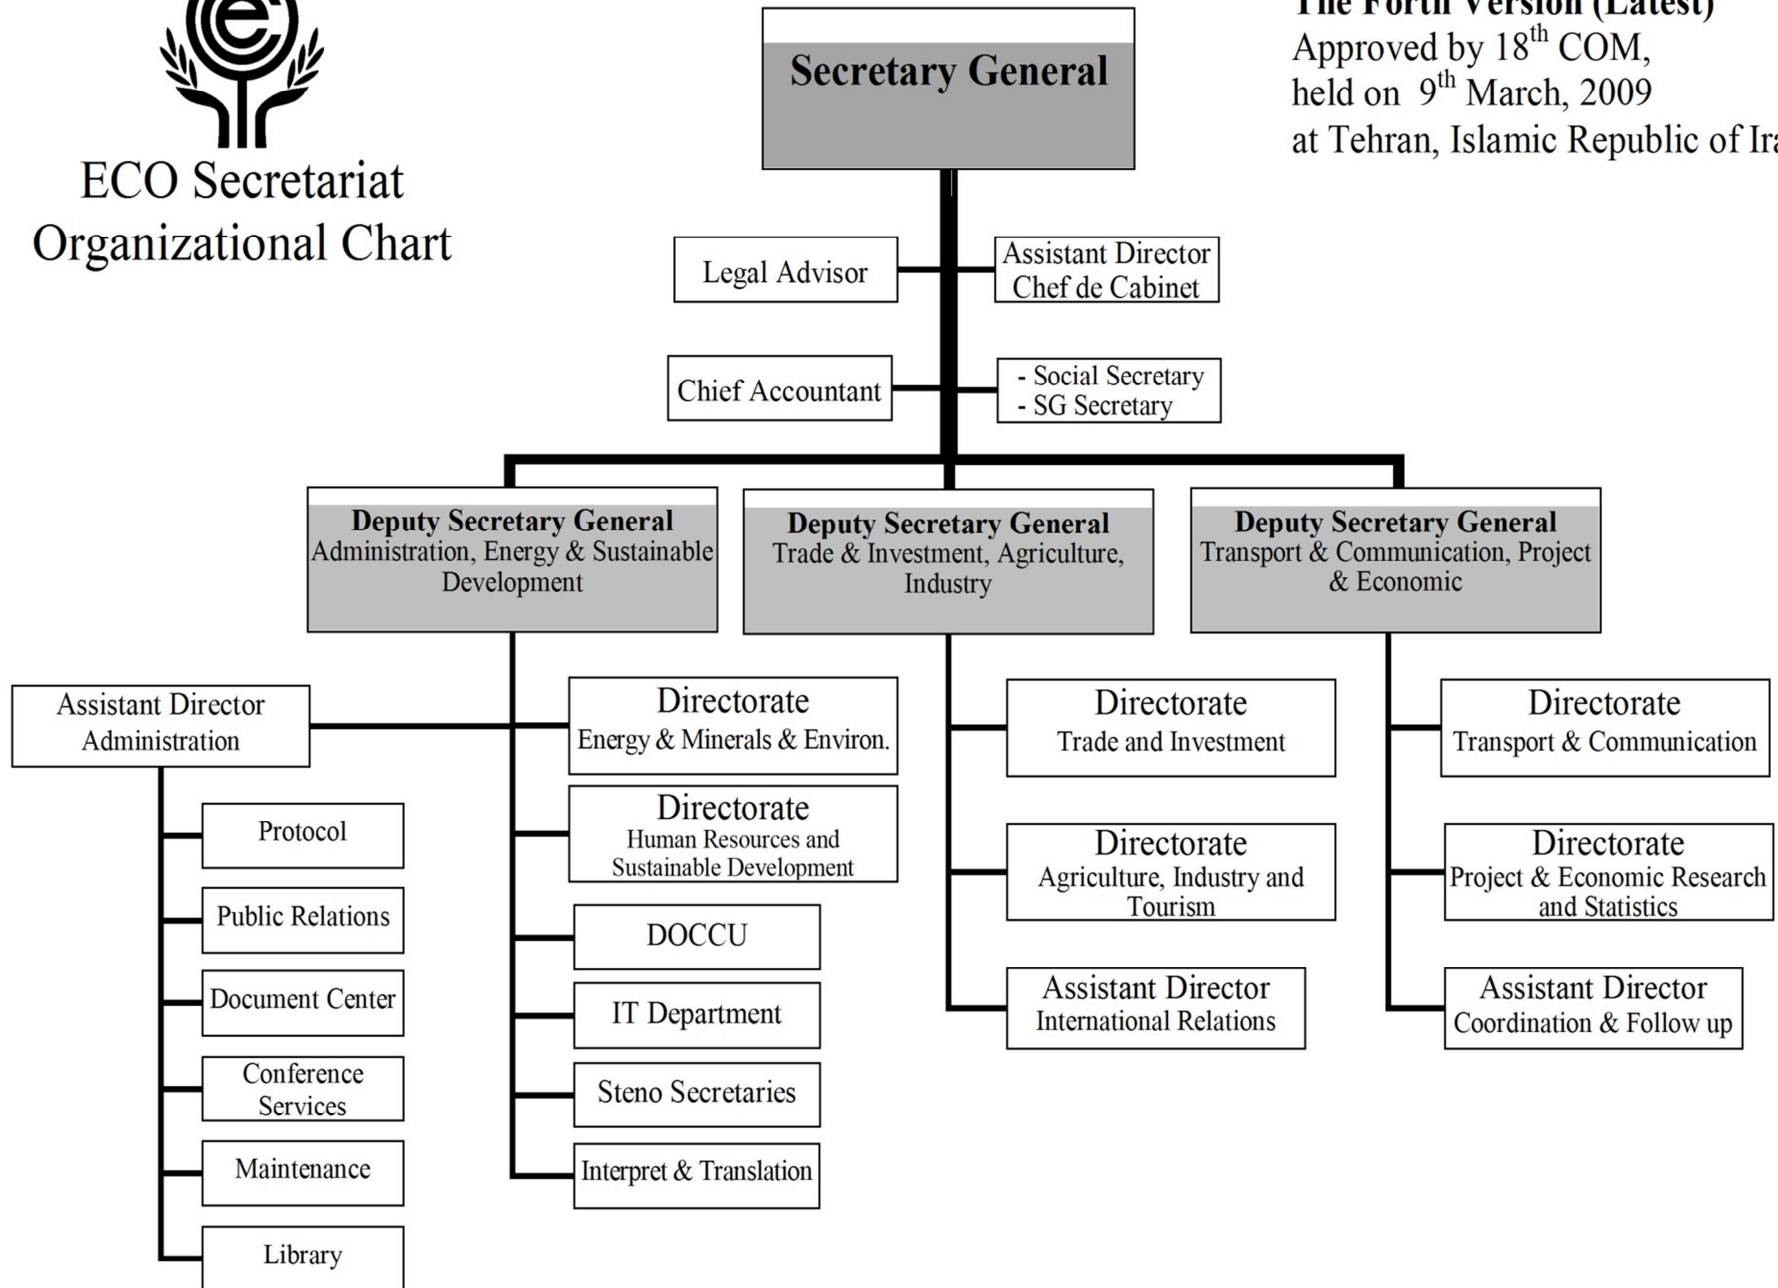 The Forth Version (Latest)
Approved by 18th COM,
held on 9th March, 2009
at Tehran, Islamic Republic of
ECO Secretariat
Organizational Chart
Secretary General
Legal Advisor
Assistant Director
Chef de Cabinet
Chief Accountant
- Social Secretary
- SG Secretary
Deputy Secretary General
Administration, Energy & Sustainable
Development
Deputy Secretary General
Trade & Investment, Agriculture,
Industry
Deputy Secretary General
Transport & Communication, Project
& Economic
Assistant Director
Administration
Protocol
Public Relations
Document Center
Conference
Services
Maintenance
Library
Directorate
Energy & Minerals & Environ.
Directorate
Human Resources and
Sustainable Development
DOCCU
IT Department
Steno Secretaries
Interpret & Translation
Directorate
Trade and Investment
Directorate
Agriculture, Industry and
Tourism
Assistant Director
International Relations
Directorate
Transport & Communication
Directorate
Project & Economic Research
and Statistics
Assistant Director
Coordination & Follow up